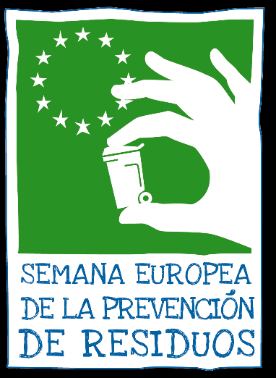 SEMANA EUROPEA
DE LA PREVENCIÓN
DE RESIDUOS